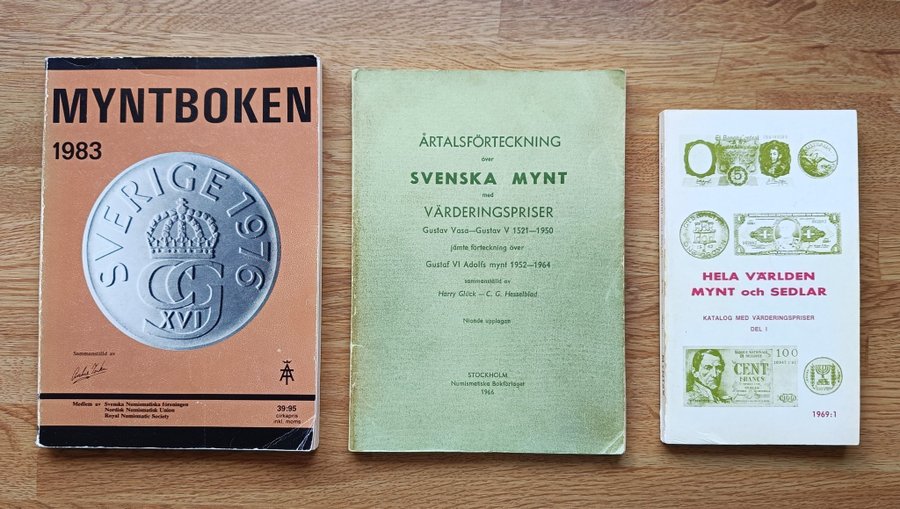 MYNTBOKEN
1983
SVERIGE 1976
XVI
Sammanställd av
Medlem av Svenska Numismatiska föreningen
Nordisk Numismatisk Union
Royal Numismatic Society
39:95
cirkapris
inkl. moms
ÅRTALSFÖRTECKNING
över
SVENSKA MYNT
med
VÄRDERINGSPRISER
Gustav Vasa—Gustav V 1521—1950
jämte förteckning över
Gustaf VI Adolfs mynt 1952—1964
sammanställd av
Harry Glück — C. G. Hesselblad
Nionde upplagan
STOCKHOLM
Numismatiska Bokförlaget
1966
5
1
HELA VÄRLDEN
MYNT och SEDLAR
KATALOG MED VÄRDERINGSPRISER
DEL I
100
CENT
FRANCS
1969:1